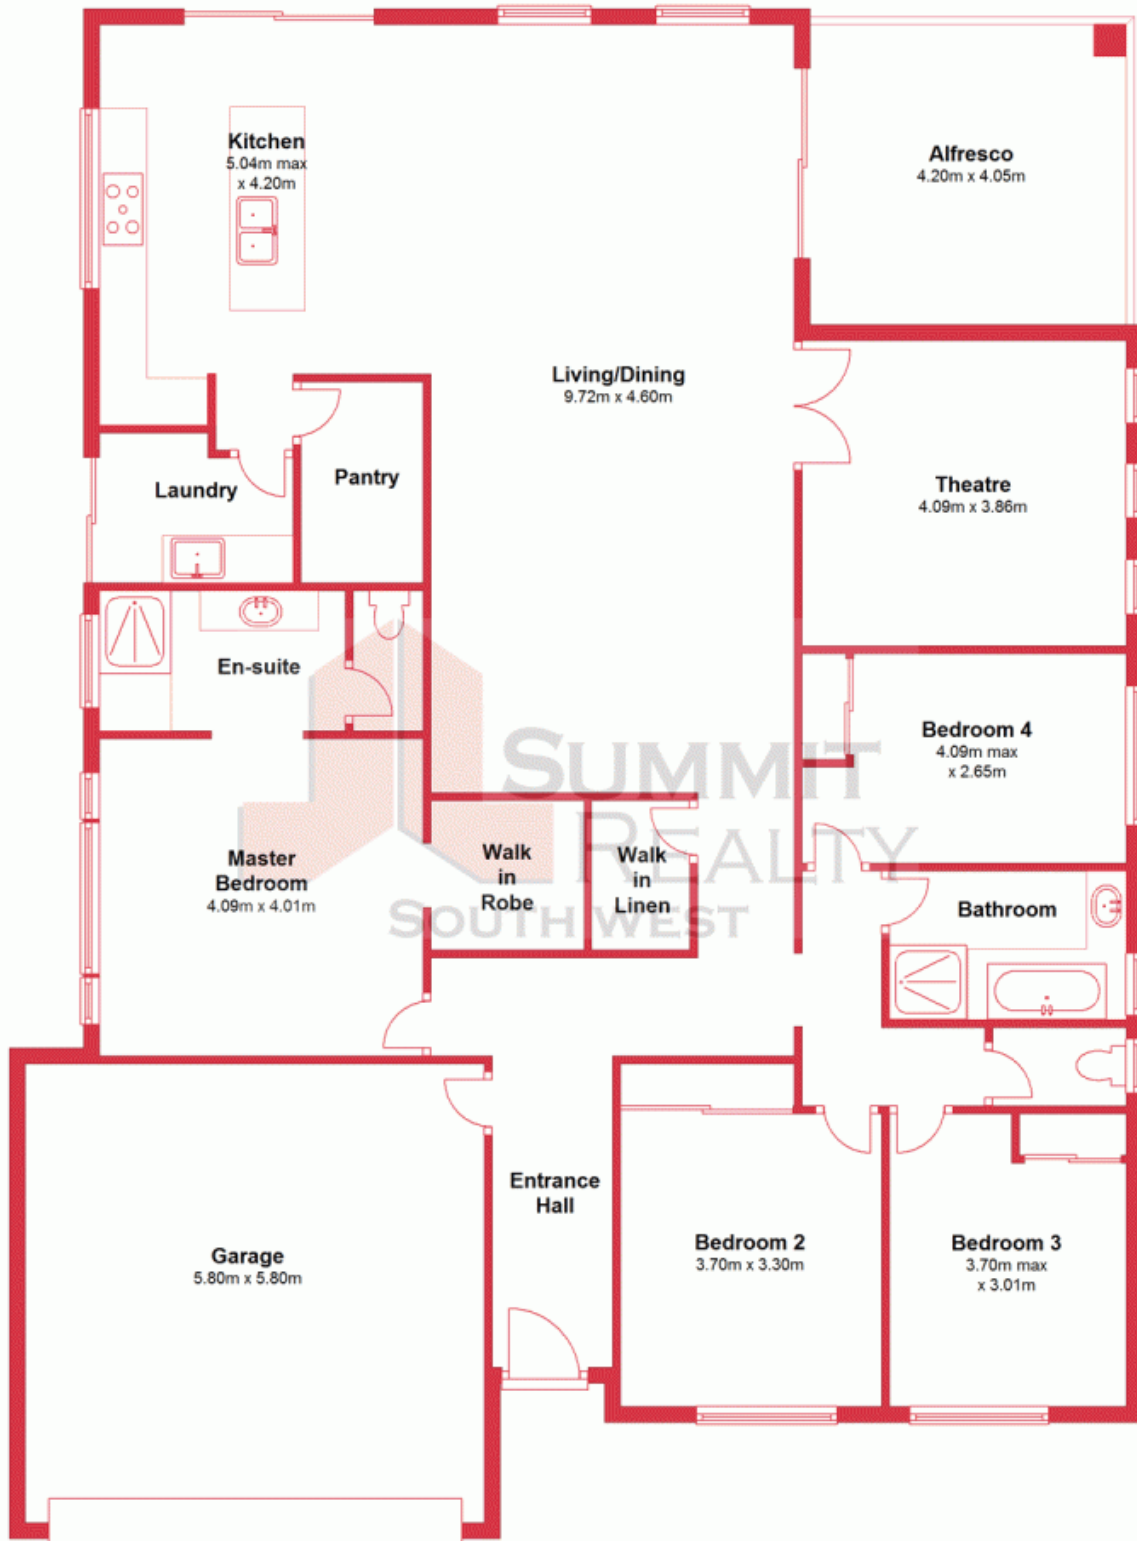 Kitchen
5.04m max
x 4.20m
Alfresco
4.20m x 4.05m
Living/Dining
9.72m x 4.60m
Pantry
Laundry
Theatre
4.09m x 3.86m
En-suite
Bedroom 4
4.09m max
x 2.65m
SUMMIT
REALTY
SOUTH WEST
Master
Bedroom
4.09m x 4.01m
Walk
in
Robe
Walk
in
Linen
Bathroom
Entrance
Hall
Garage
5.80m x 5.80m
Bedroom 2
3.70m x 3.30m
Bedroom 3
3.70m max
x 3.01m